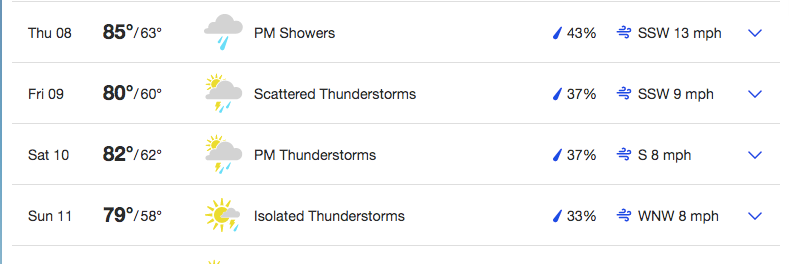 Thu 08 85°/63° PM Showers 43% SSW 13 mph
Fri 09 80°/60° Scattered Thunderstorms 37% SSW 9 mph
Sat 10 82°/62° PM Thunderstorms 37% S 8 mph
Sun 11 79°/58° Isolated Thunderstorms 33% WNW 8 mph